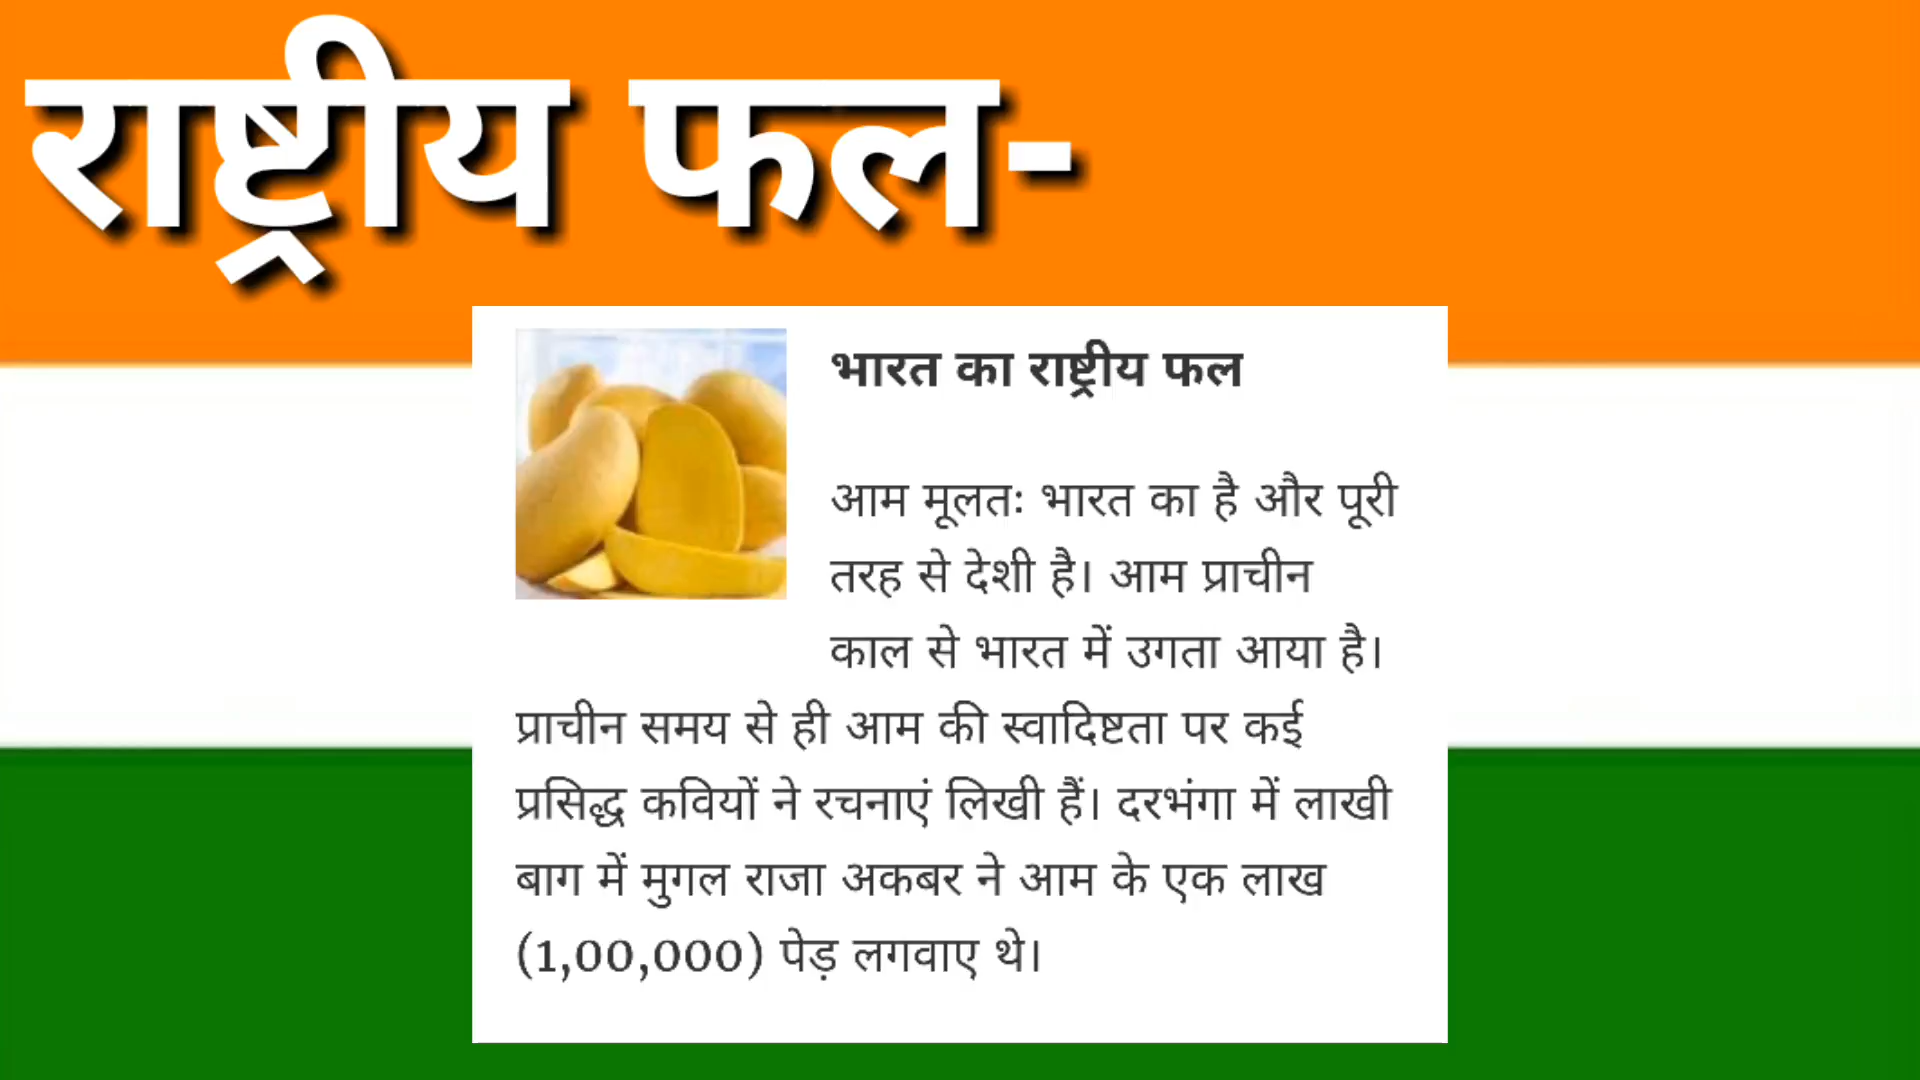 राष्ट्रीय फल-
भारत का राष्ट्रीय फल
आम मूलतः भारत का है और पूरी
तरह से देशी है। आम प्राचीन
काल से भारत में उगता आया है।
प्राचीन समय से ही आम की स्वादिष्टता पर कई
प्रसिद्ध कवियों ने रचनाएं लिखी हैं। दरभंगा में लाखी
बाग में मुगल राजा अकबर ने आम के एक लाख
(1,00,000) पेड़ लगवाए थे।